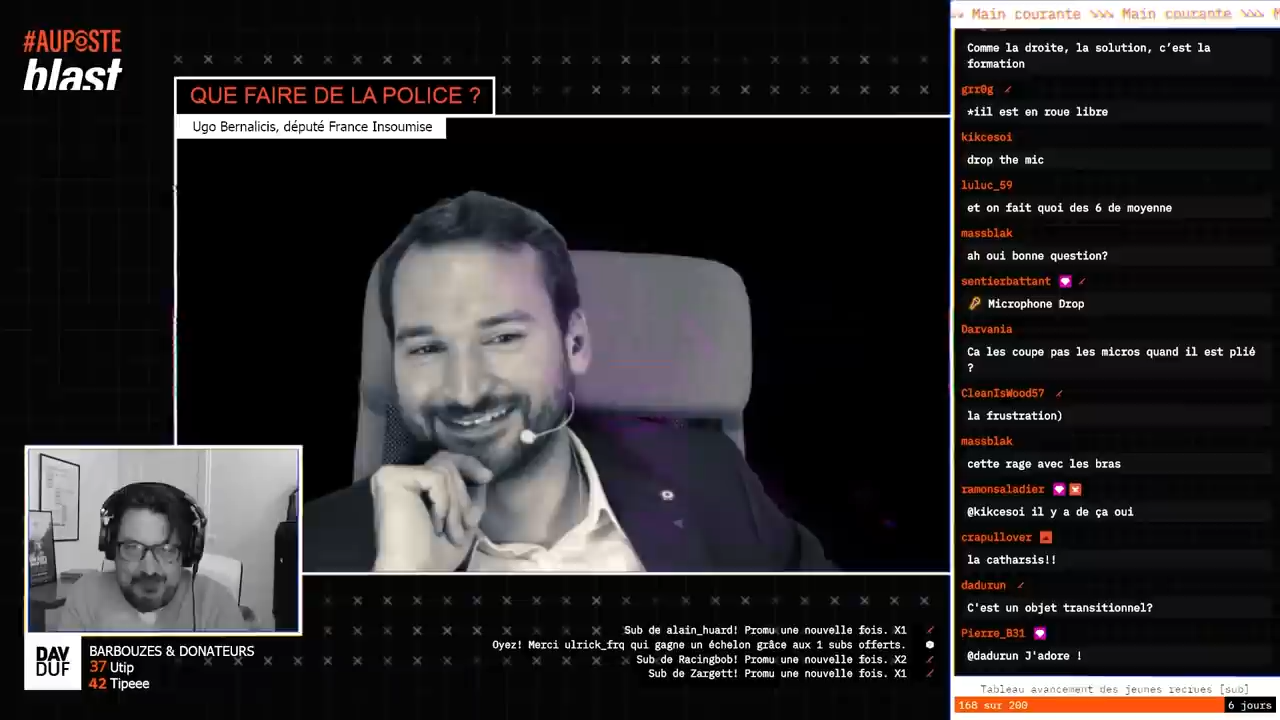 #AUPOSTE
blast
QUE FAIRE DE LA POLICE ?
Ugo Bernalicis, député France Insoumise
Main courante >>> Main courante >>>
Comme la droite, la solution, c’est la
formation
grr0g
*iil est en roue libre
kikcesoi
drop the mic
luluc_59
et on fait quoi des 6 de moyenne
massblak
ah oui bonne question?
sentierbattant
Microphone Drop
Darvania
Ca les coupe pas les micros quand il est plié
?
CleanIsWood57
la frustration)
massblak
cette rage avec les bras
ramonsaladier
@kikcesoi il y a de ça oui
crapullover
la catharsis!!
dadurun
C'est un objet transitionnel?
Pierre_B31
@dadurun J'adore !
Tableau avancement des jeunes recrues [sub]
168 sur 200
6 jours
Sub de alain_huard! Promu une nouvelle fois. X1
Oyez! Merci ulrick_frq qui gagne un échelon grâce aux 1 subs offerts.
Sub de Racingbob! Promu une nouvelle fois. X2
Sub de Zargett! Promu une nouvelle fois. X1
DAV
DUF
BARBOUZES & DONATEURS
37 Utip
42 Tipeee